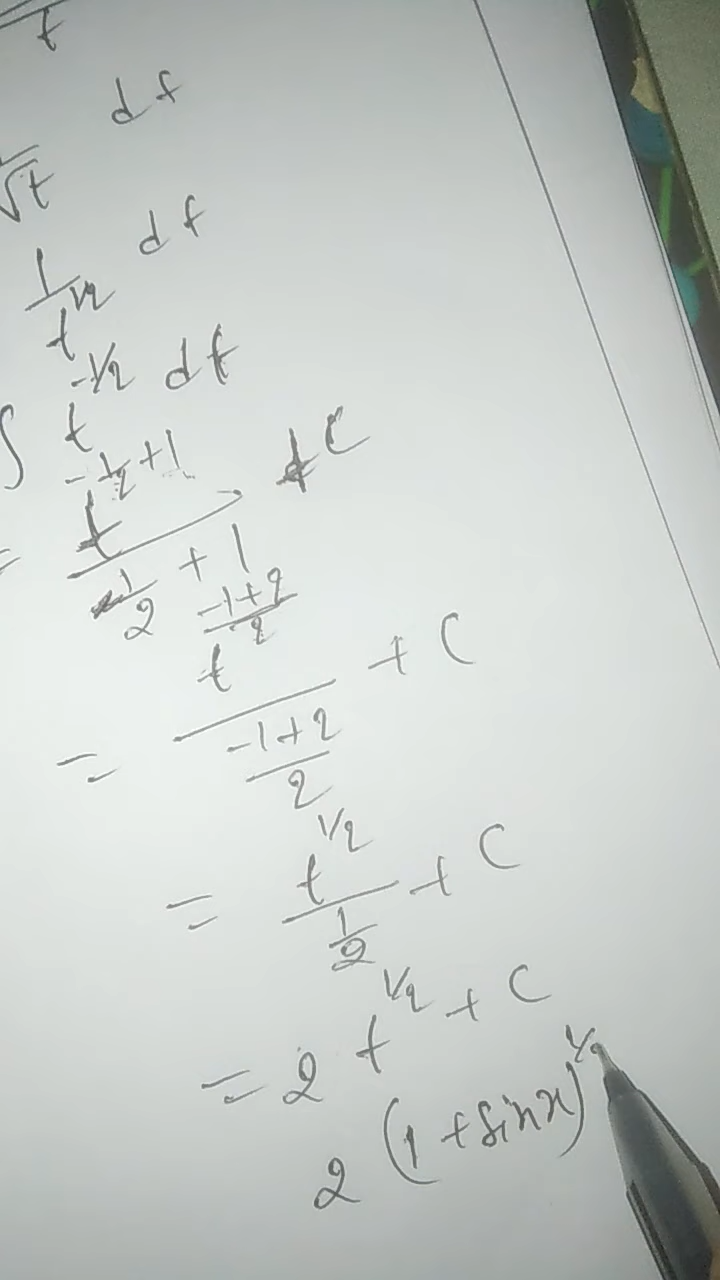 t
√t dt
1/t^1/2 dt
∫ t^-1/2 dt
= t^(-1/2+1) / (1/2 + 1) + C
= t^((-1+2)/2) / ((-1+2)/2) + C
= t^1/2 / (1/2) + C
= 2 t^1/2 + C
2 (1 + sinx)^1/2